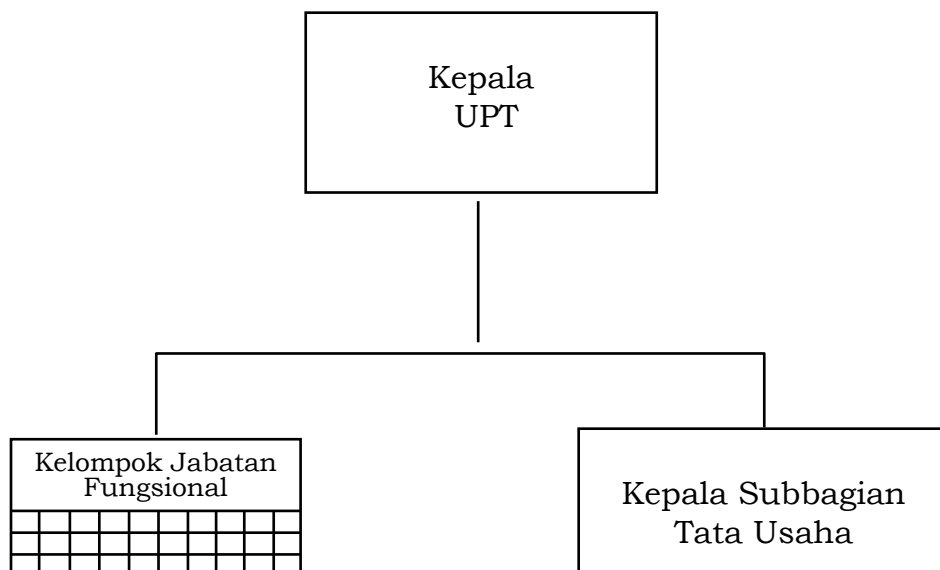 Kepala
UPT
Kelompok Jabatan
Fungsional
Kepala Subbagian
Tata Usaha